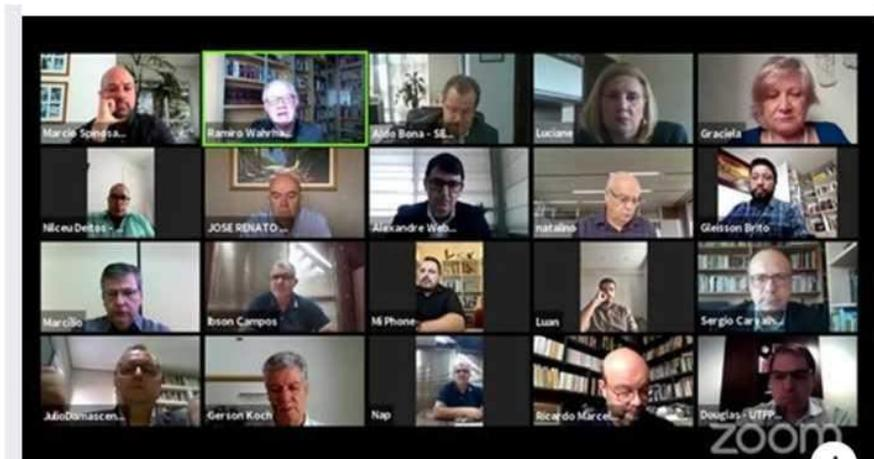 Marcio Spinosa...
Ramiro Wahrha...
Aldo Bona - SE...
Luciane
Graciela
Nilceu Deitos - ...
JOSE RENATO ...
Alexandre Web...
natalino
Gleisson Brito
Marcílio
Ibson Campos
Mi Phone
Luan
Sergio Carvalh...
JulioDamascen...
Gerson Koch
Nap
Ricardo Marcel...
Douglas - UTFP...
zoom